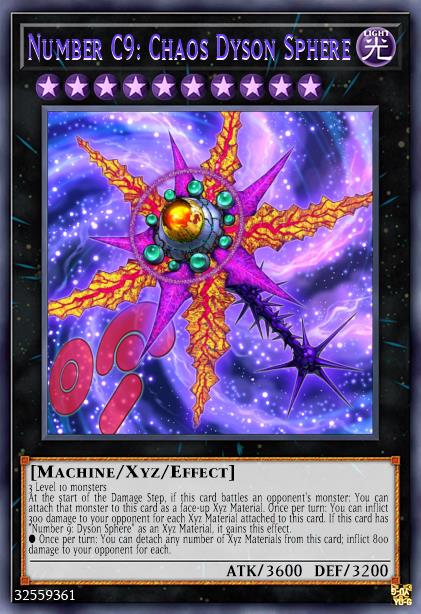 Number C9: Chaos Dyson Sphere
LIGHT
光
09
[Machine/Xyz/Effect]
3 Level 10 monsters
At the start of the Damage Step, if this card battles an opponent's monster: You can
attach that monster to this card as a face-up Xyz Material. Once per turn: You can inflict
300 damage to your opponent for each Xyz Material attached to this card. If this card has
"Number 9: Dyson Sphere" as an Xyz Material, it gains this effect.
● Once per turn: You can detach any number of Xyz Materials from this card; inflict 800
damage to your opponent for each.
ATK/3600 DEF/3200
32559361